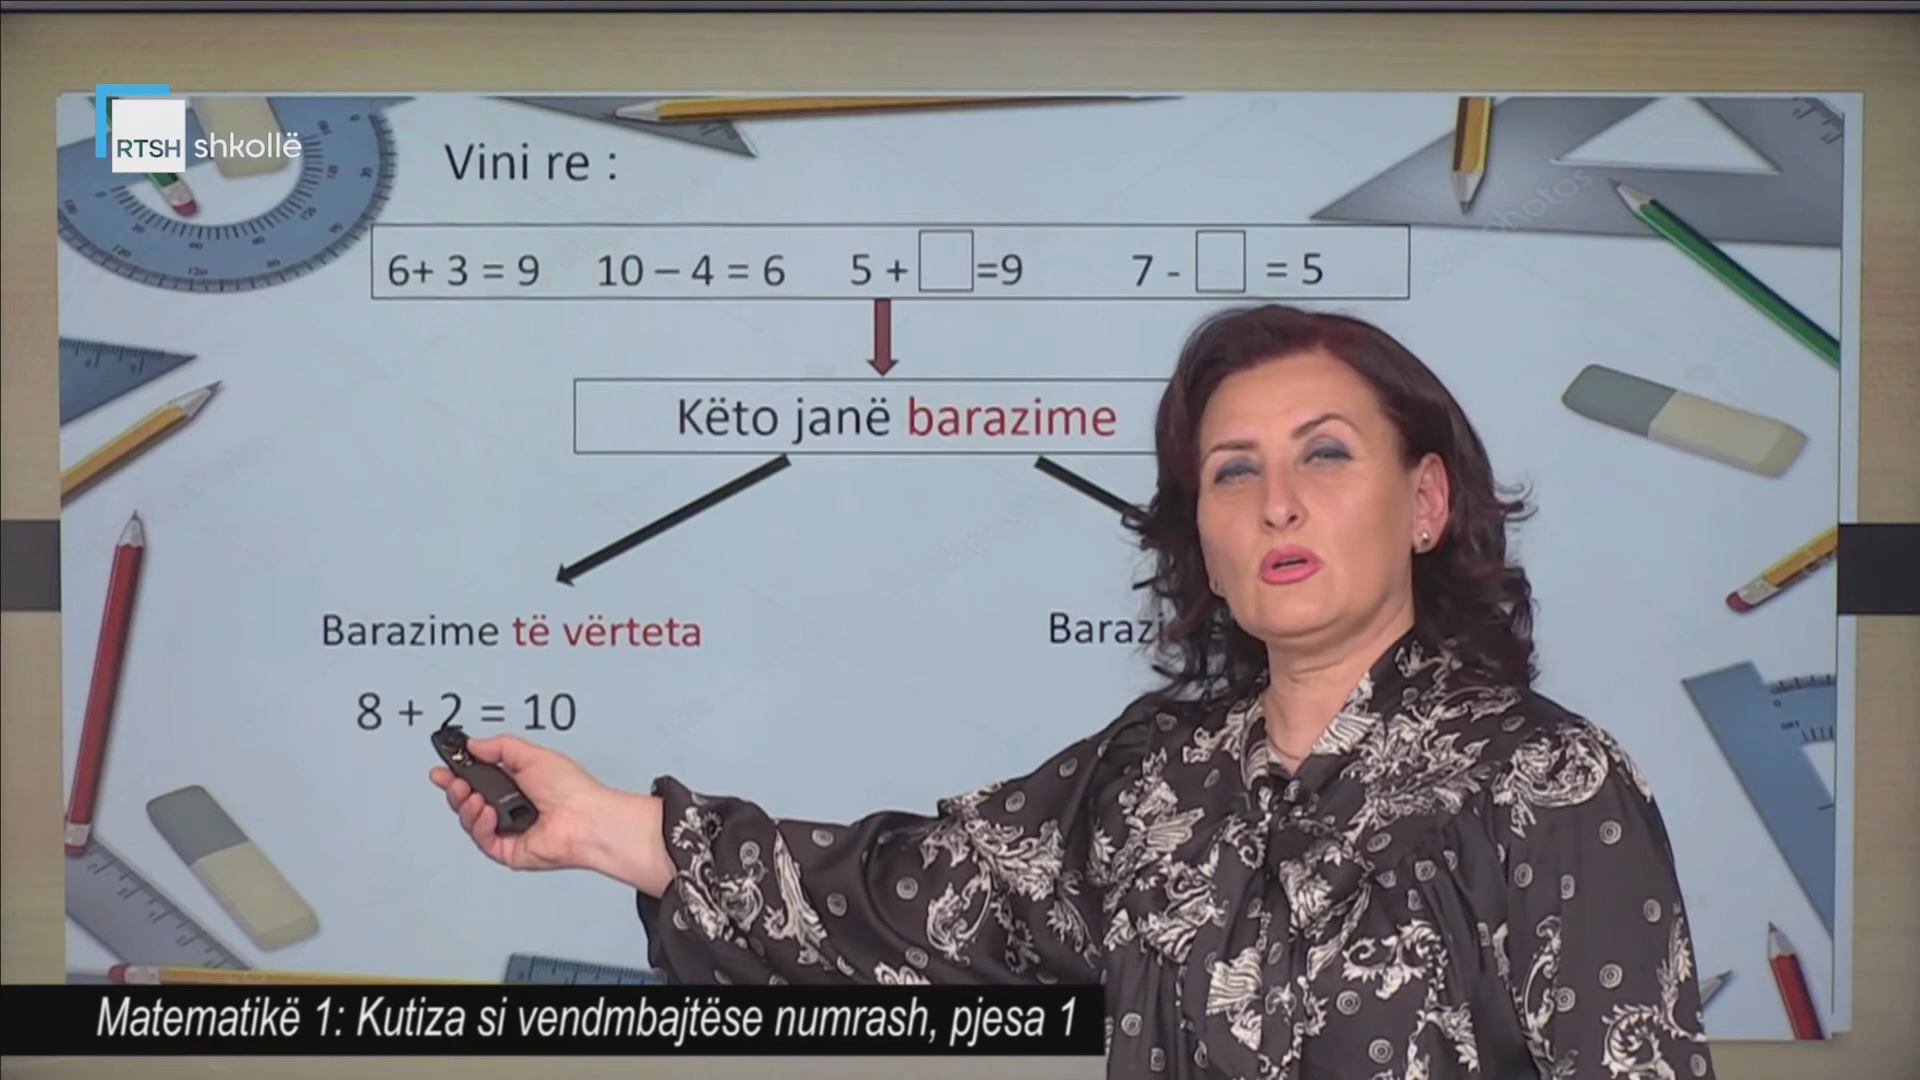 RTSH shkollë
Vini re :
6+ 3 = 9 10 – 4 = 6 5 + =9 7 - = 5
Këto janë barazime
Barazime të vërteta
8 + 2 = 10
Matematikë 1: Kutiza si vendmbajtëse numrash, pjesa 1